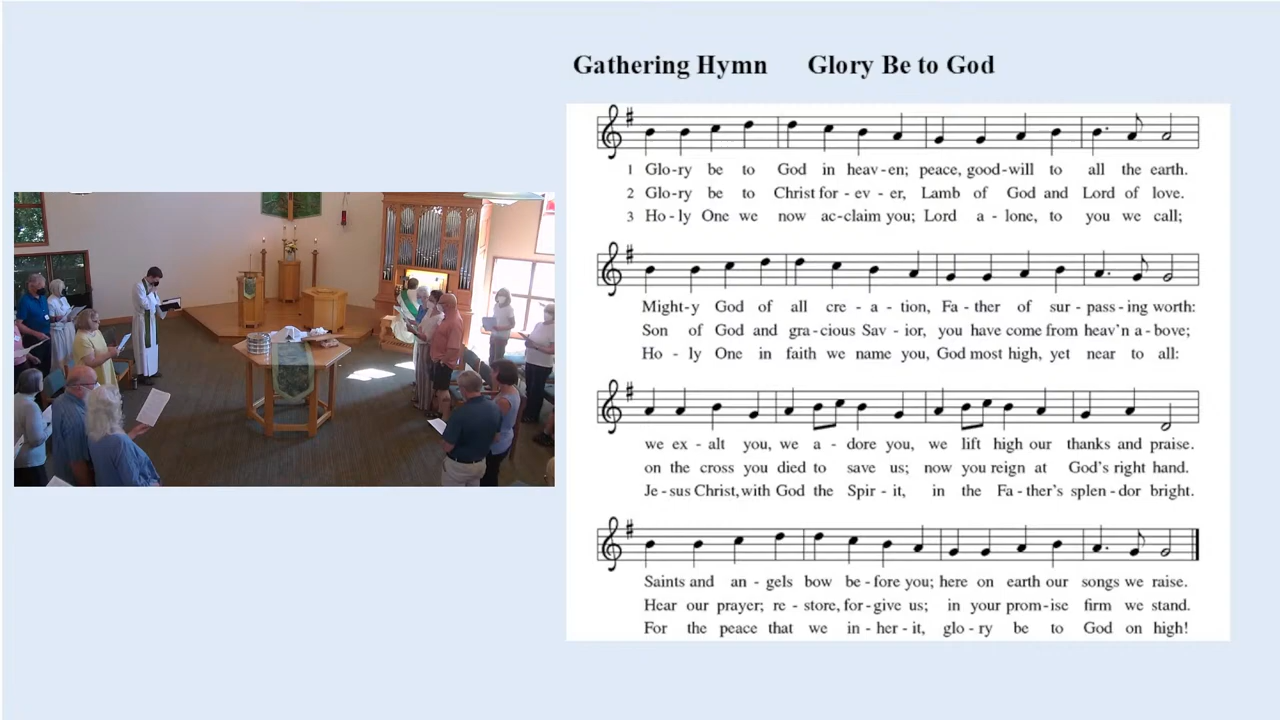 Gathering Hymn Glory Be to God
1 Glo-ry be to God in heav-en; peace, good-will to all the earth.
2 Glo-ry be to Christ for - ev - er, Lamb of God and Lord of love.
3 Ho-ly One we now ac-claim you; Lord a-lone, to you we call;
Might-y God of all cre - a - tion, Fa - ther of sur - pass - ing worth:
Son of God and gra-cious Sav - ior, you have come from heav'n a-bove;
Ho - ly One in faith we name you, God most high, yet near to all:
we ex - alt you, we a - dore you, we lift high our thanks and praise.
on the cross you died to save us; now you reign at God's right hand.
Je-sus Christ, with God the Spir - it, in the Fa-ther's splen-dor bright.
Saints and an - gels bow be-fore you; here on earth our songs we raise.
Hear our prayer; re - store, for-give us; in your prom-ise firm we stand.
For the peace that we in-her-it, glo-ry be to God on high!